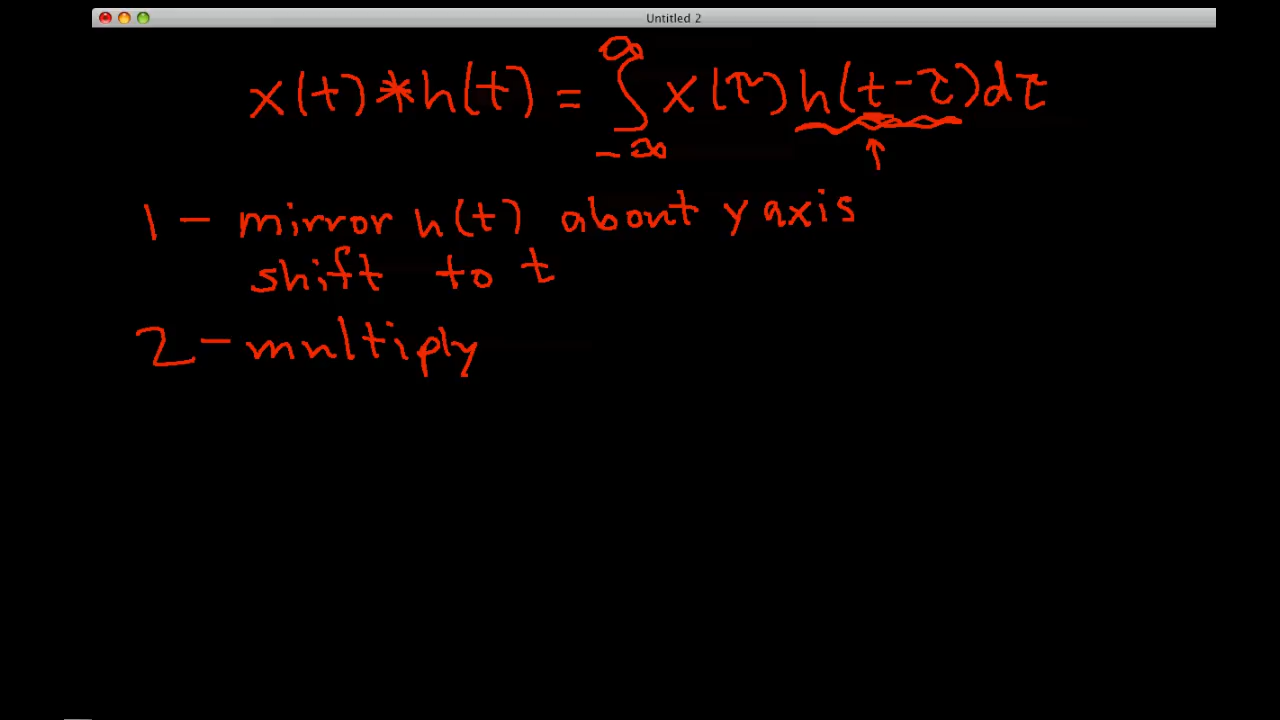 Untitled 2
x(t)*h(t) = ∫_{-∞}^{∞} x(τ) h(t-τ)dτ
1 - mirror h(t) about y axis
shift to t
2 - multiply